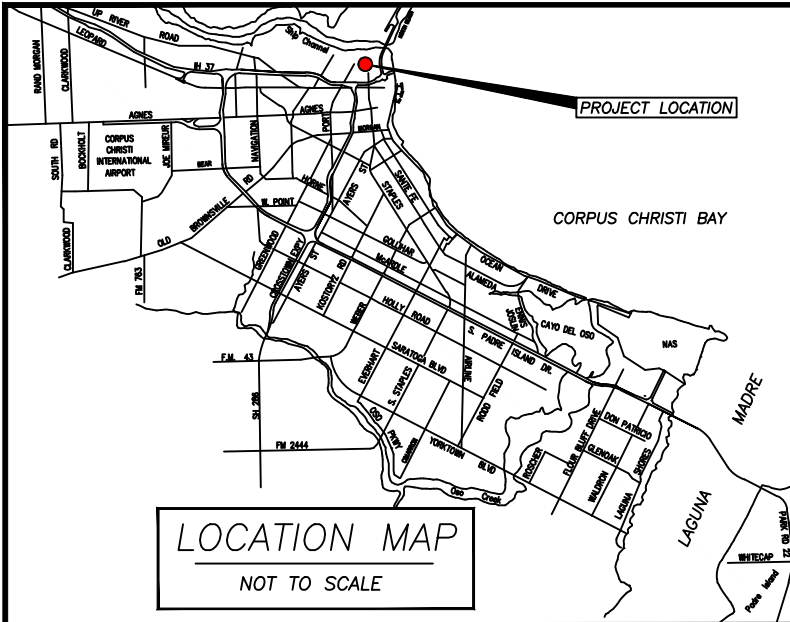 UP RIVER ROAD
LEOPARD
Ship Channel
RAND MORGAN
CLARKWOOD
IH 37
PROJECT LOCATION
AGNES
AGNES
PORT
MORGAN
NAVIGATION
SOUTH RD
BOCKHOLT
CORPUS
CHRISTI
INTERNATIONAL
AIRPORT
JOE MIREUR
BEAR
HORNE
AYERS ST
STAPLES
SANTE FE
OLD BROWNSVILLE RD
W. POINT
CORPUS CHRISTI BAY
CLARKWOOD
FM 763
GREENWOOD
CROSSTOWN EXPY
AYERS ST
KOSTORYZ RD
GOLLIHAR
McARDLE
WEBER
OCEAN DRIVE
ALAMEDA
ENNIS
JOSLIN
CAYO DEL OSO
NAS
HOLLY ROAD
S. PADRE ISLAND DR.
F.M. 43
SARATOGA BLVD
EVERHART
S. STAPLES
AIRLINE
RODD FIELD
SH 286
OSO PKWY
CIMARRON
YORKTOWN BLVD
FM 2444
Oso Creek
ROSCHER
FLOUR BLUFF DRIVE
DON PATRICIO
GLENOAK
WALDRON
LAGUNA SHORES
LAGUNA MADRE
PARK RD 22
WHITECAP
Padre Island
LOCATION MAP
NOT TO SCALE